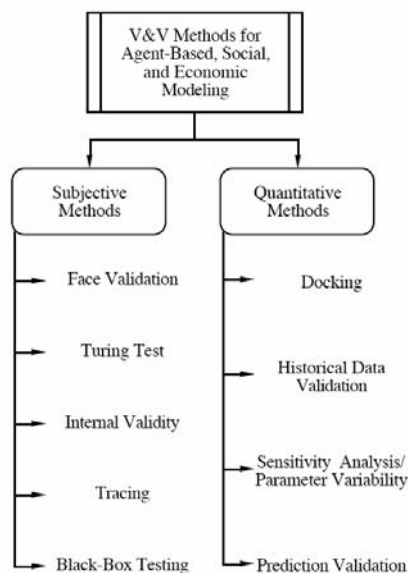 V&V Methods for
Agent-Based, Social,
and Economic
Modeling
Subjective
Methods
Face Validation
Turing Test
Internal Validity
Tracing
Black-Box Testing
Quantitative
Methods
Docking
Historical Data
Validation
Sensitivity Analysis/
Parameter Variability
Prediction Validation